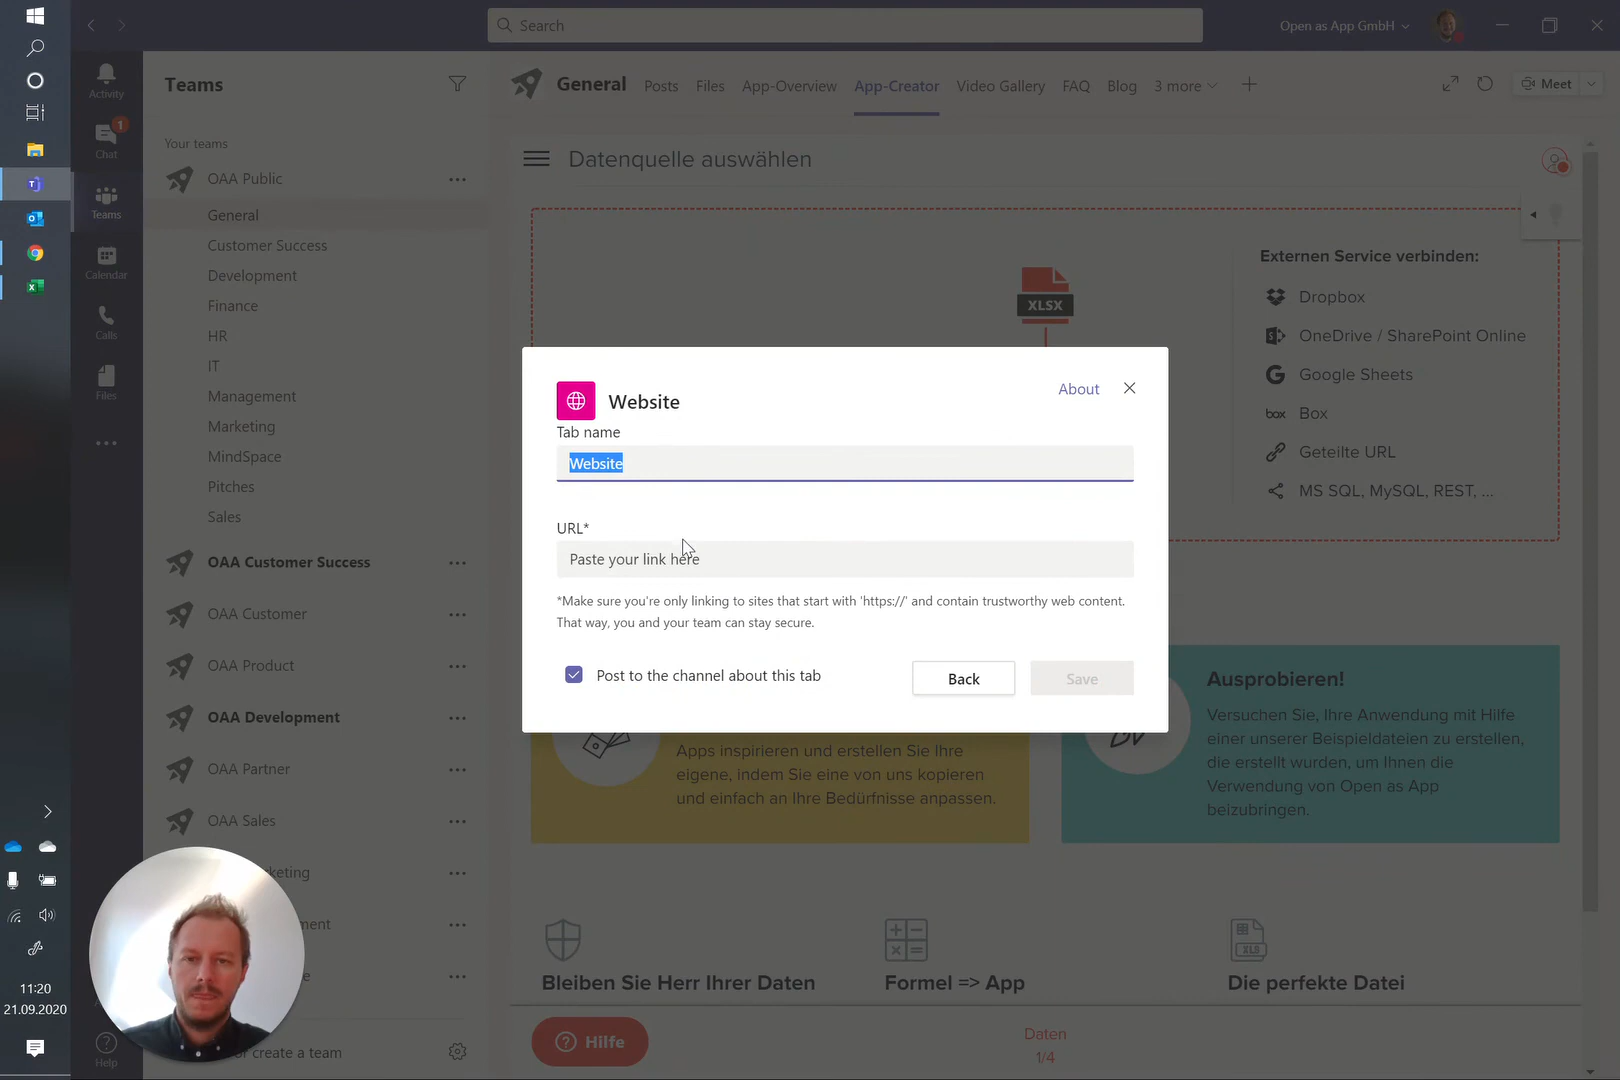 Search
Open as App GmbH
Activity
Chat
1
Teams
Calendar
Calls
Files
Help
Teams
Your teams
OAA Public
General
Customer Success
Development
Finance
HR
IT
Management
Marketing
MindSpace
Pitches
Sales
OAA Customer Success
OAA Customer
OAA Product
OAA Development
OAA Partner
OAA Sales
create a team
General
Posts
Files
App-Overview
App-Creator
Video Gallery
FAQ
Blog
3 more
Meet
Datenquelle auswählen
XLSX
Externen Service verbinden:
Dropbox
OneDrive / SharePoint Online
Google Sheets
box Box
Geteilte URL
MS SQL, MySQL, REST, ...
Website
About
Tab name
Website
URL*
Paste your link here
*Make sure you're only linking to sites that start with 'https://' and contain trustworthy web content.
That way, you and your team can stay secure.
Post to the channel about this tab
Back
Save
Apps inspirieren und erstellen Sie Ihre
eigene, indem Sie eine von uns kopieren
und einfach an Ihre Bedürfnisse anpassen.
Ausprobieren!
Versuchen Sie, Ihre Anwendung mit Hilfe
einer unserer Beispieldateien zu erstellen,
die erstellt wurden, um Ihnen die
Verwendung von Open as App
beizubringen.
Bleiben Sie Herr Ihrer Daten
Formel => App
XLS
Die perfekte Datei
Hilfe
Daten
1/4
11:20
21.09.2020